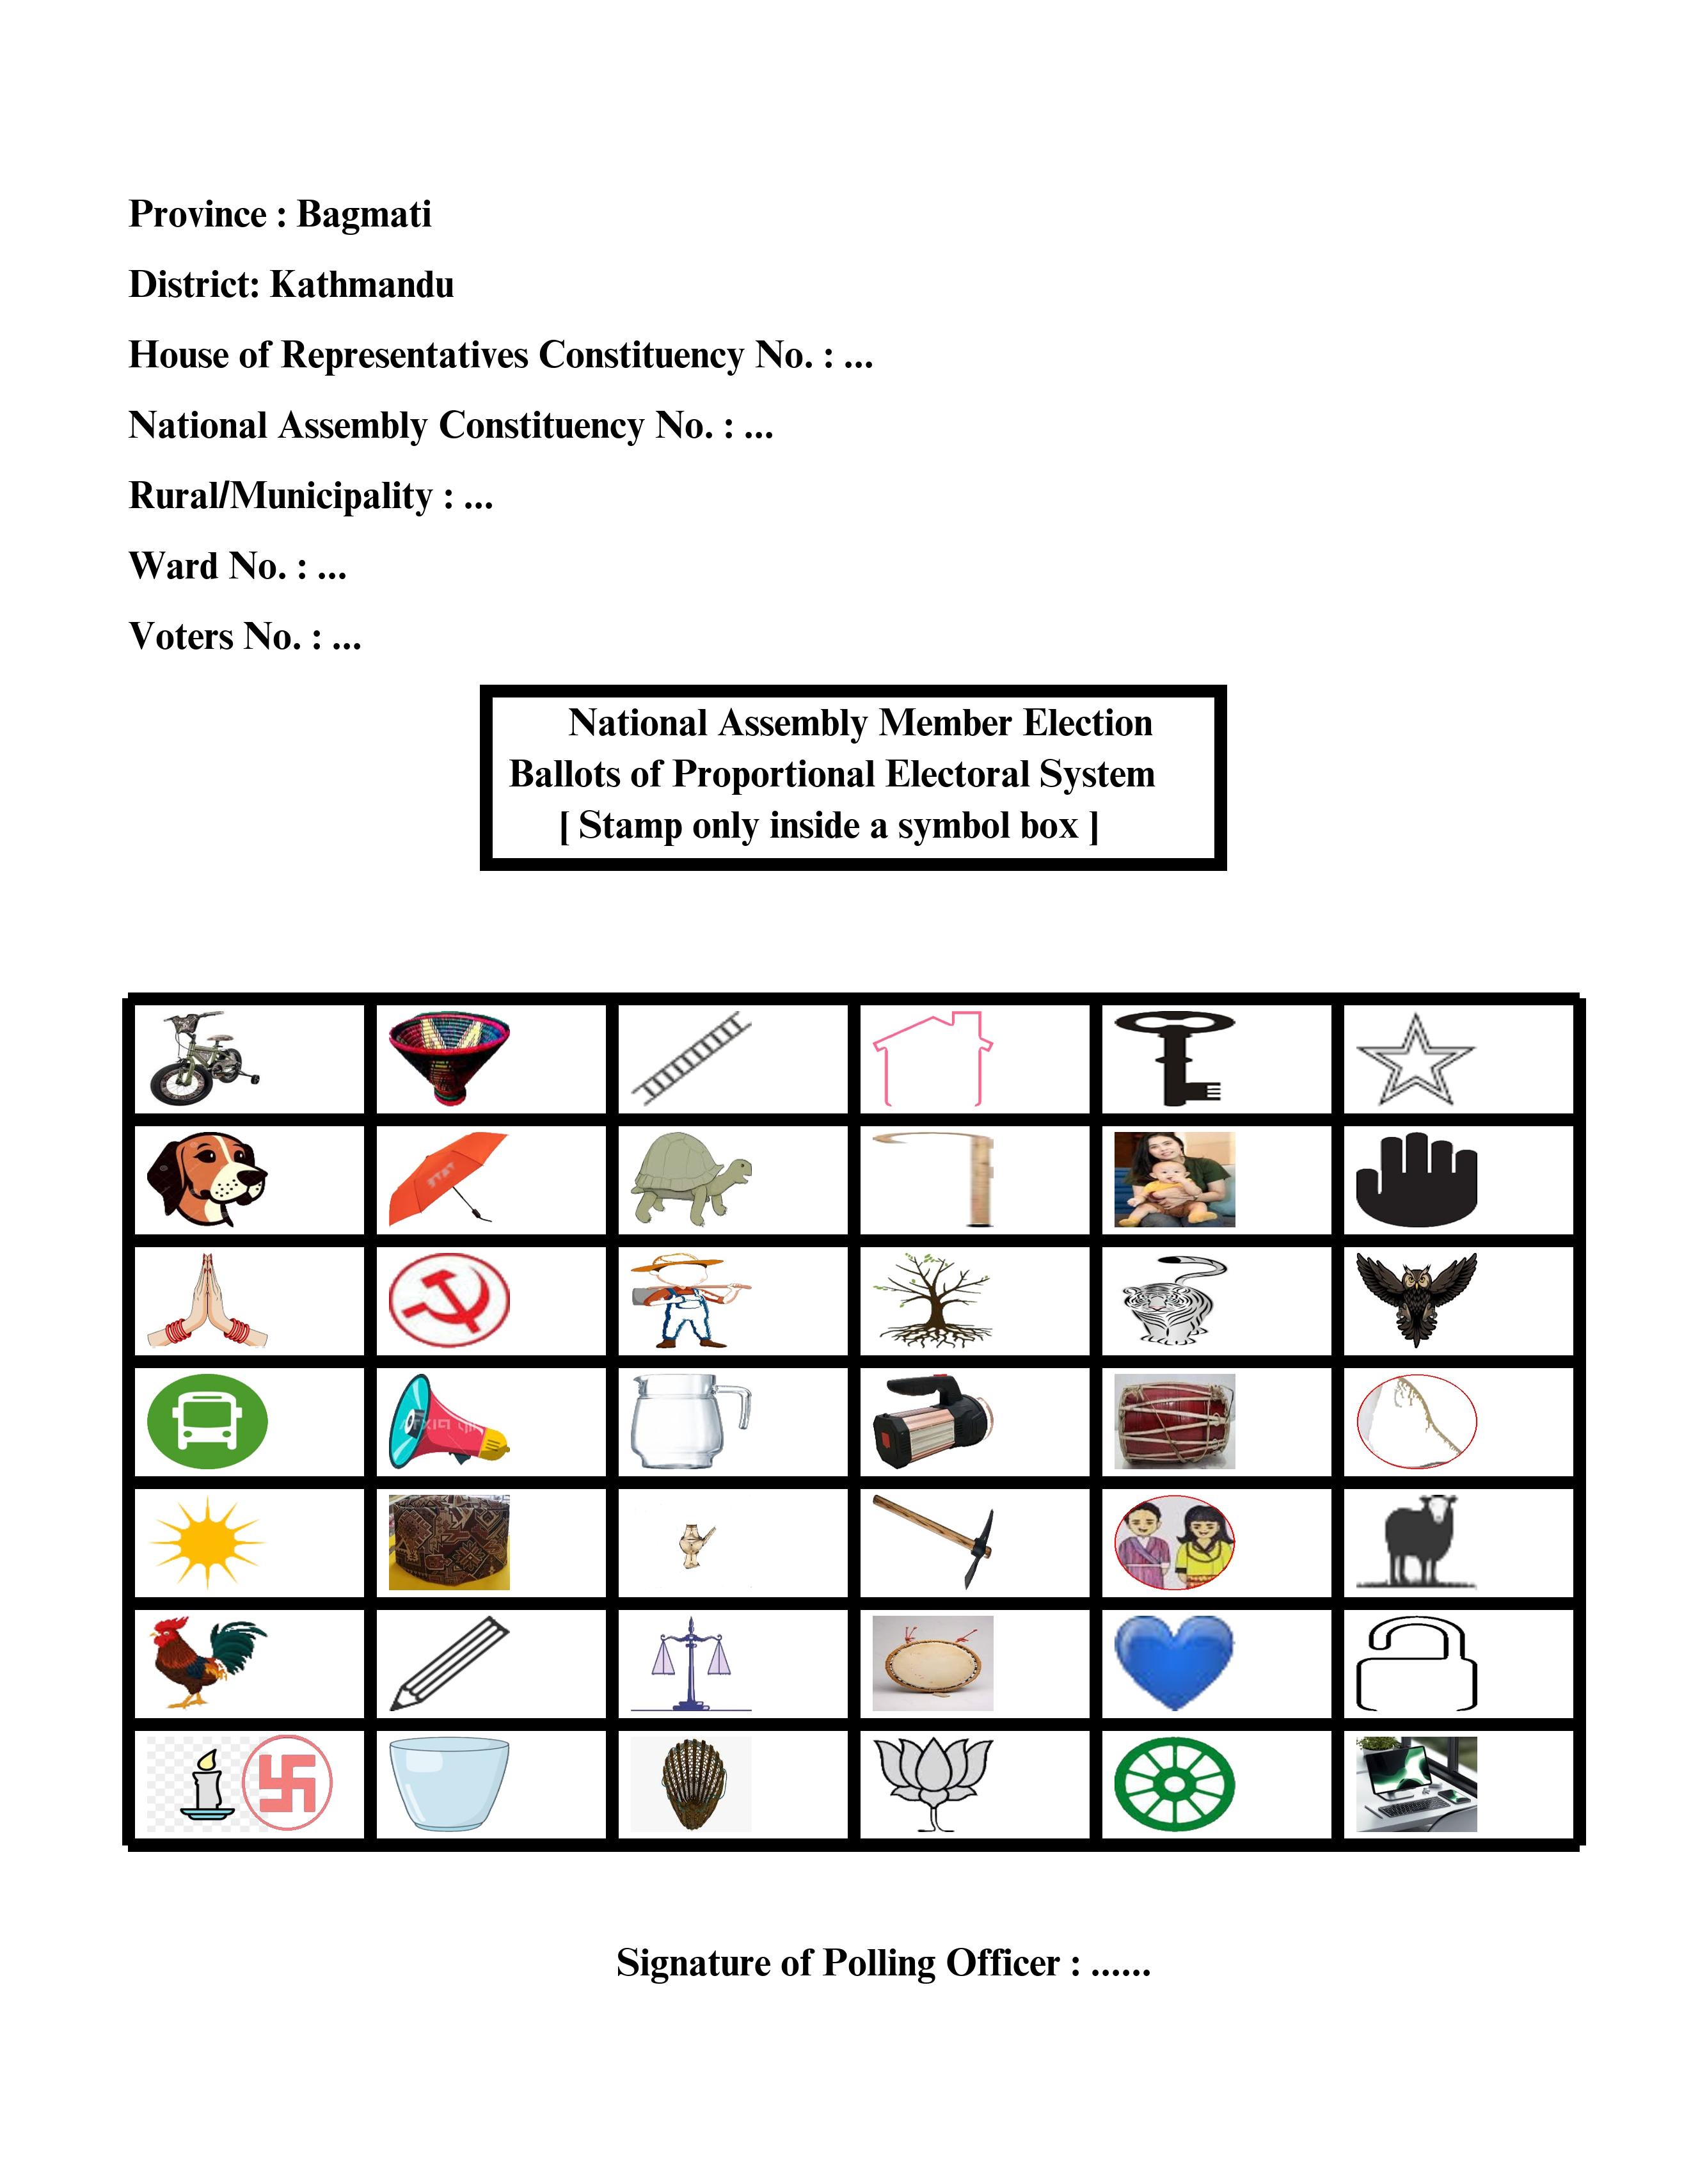 Province : Bagmati
District: Kathmandu
House of Representatives Constituency No. : ...
National Assembly Constituency No. : ...
Rural/Municipality : ...
Ward No. : ...
Voters No. : ...
National Assembly Member Election
Ballots of Proportional Electoral System
[ Stamp only inside a symbol box ]
Signature of Polling Officer : ......